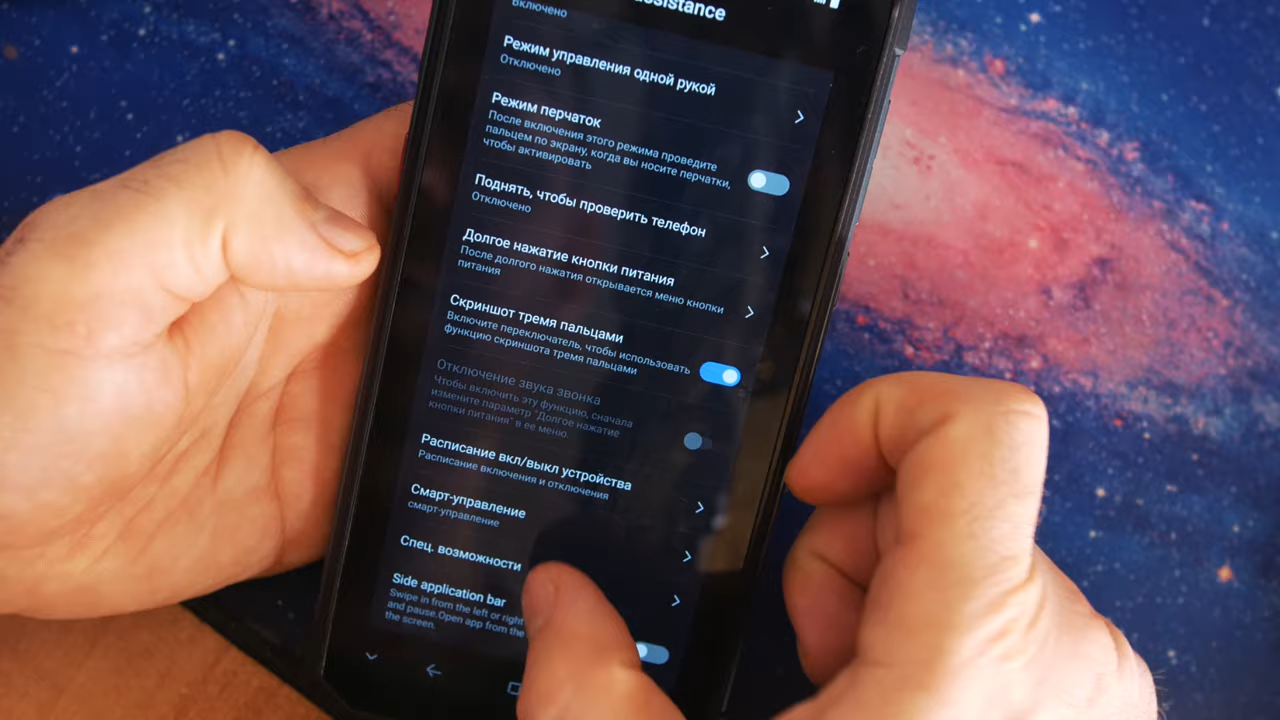 Включено
Режим управления одной рукой
Отключено
Режим перчаток
После включения этого режима проведите
пальцем по экрану, когда вы носите перчатки,
чтобы активировать
Поднять, чтобы проверить телефон
Отключено
Долгое нажатие кнопки питания
После долгого нажатия открывается меню кнопки
питания
Скриншот тремя пальцами
Включите переключатель, чтобы использовать
функцию скриншота тремя пальцами
Отключение звука звонка
Чтобы включить эту функцию, сначала
измените параметр "Долгое нажатие
кнопки питания" в ее меню.
Расписание вкл/выкл устройства
Расписание включения и отключения
Смарт-управление
смарт-управление
Спец. возможности
Side application bar
Swipe in from the left or right
and pause.Open app from the
the screen.